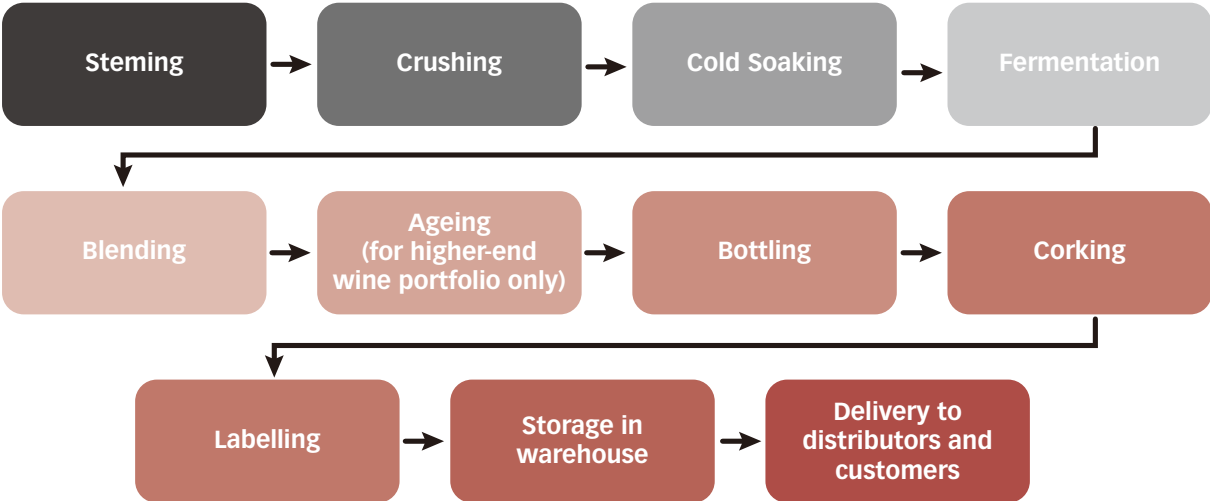 Steming
Crushing
Cold Soaking
Fermentation
Blending
Ageing
(for higher-end
wine portfolio only)
Bottling
Corking
Labelling
Storage in
warehouse
Delivery to
distributors and
customers